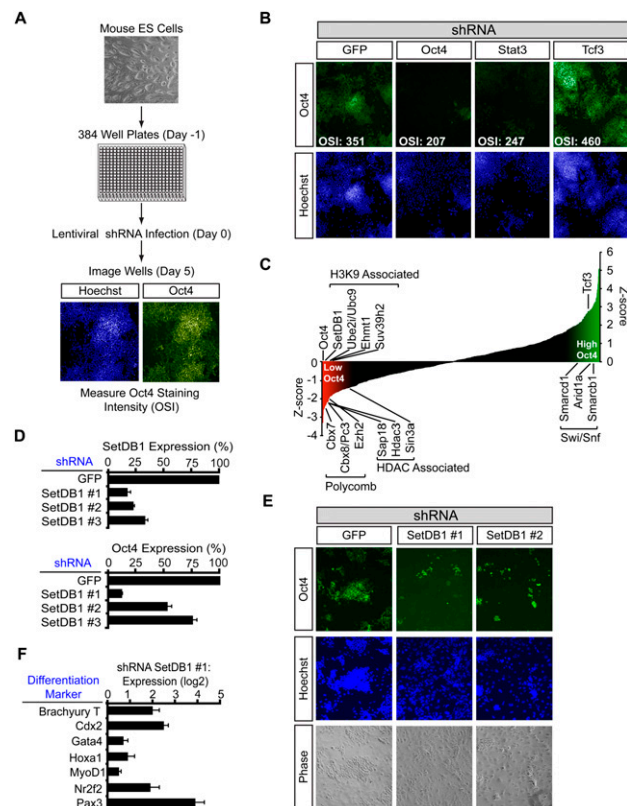 A
Mouse ES Cells
384 Well Plates (Day -1)
Lentiviral shRNA Infection (Day 0)
Image Wells (Day 5)
Hoechst
Oct4
Measure Oct4 Staining
Intensity (OSI)
B
shRNA
GFP
Oct4
Stat3
Tcf3
Oct4
OSI: 351
OSI: 207
OSI: 247
OSI: 460
Hoechst
C
H3K9 Associated
Oct4
SetDB1
Ube2i/Ubc9
Ehmt1
Suv39h2
Tcf3
6
5
4
3
2
1
0
Z-score
0
-1
-2
-3
-4
Z-score
Low
Oct4
High
Oct4
Cbx7
Cbx8/Pc3
Ezh2
Polycomb
Sap18
Hdac3
Sin3a
HDAC Associated
Smarcd1
Arid1a
Smarcb1
Swi/Snf
D
SetDB1 Expression (%)
0 25 50 75 100
shRNA
GFP
SetDB1 #1
SetDB1 #2
SetDB1 #3
Oct4 Expression (%)
0 25 50 75 100
shRNA
GFP
SetDB1 #1
SetDB1 #2
SetDB1 #3
E
shRNA
GFP
SetDB1 #1
SetDB1 #2
Oct4
Hoechst
Phase
F
shRNA SetDB1 #1:
Expression (log2)
Differentiation
Marker
0 1 2 3 4 5
Brachyury T
Cdx2
Gata4
Hoxa1
MyoD1
Nr2f2
Pax3